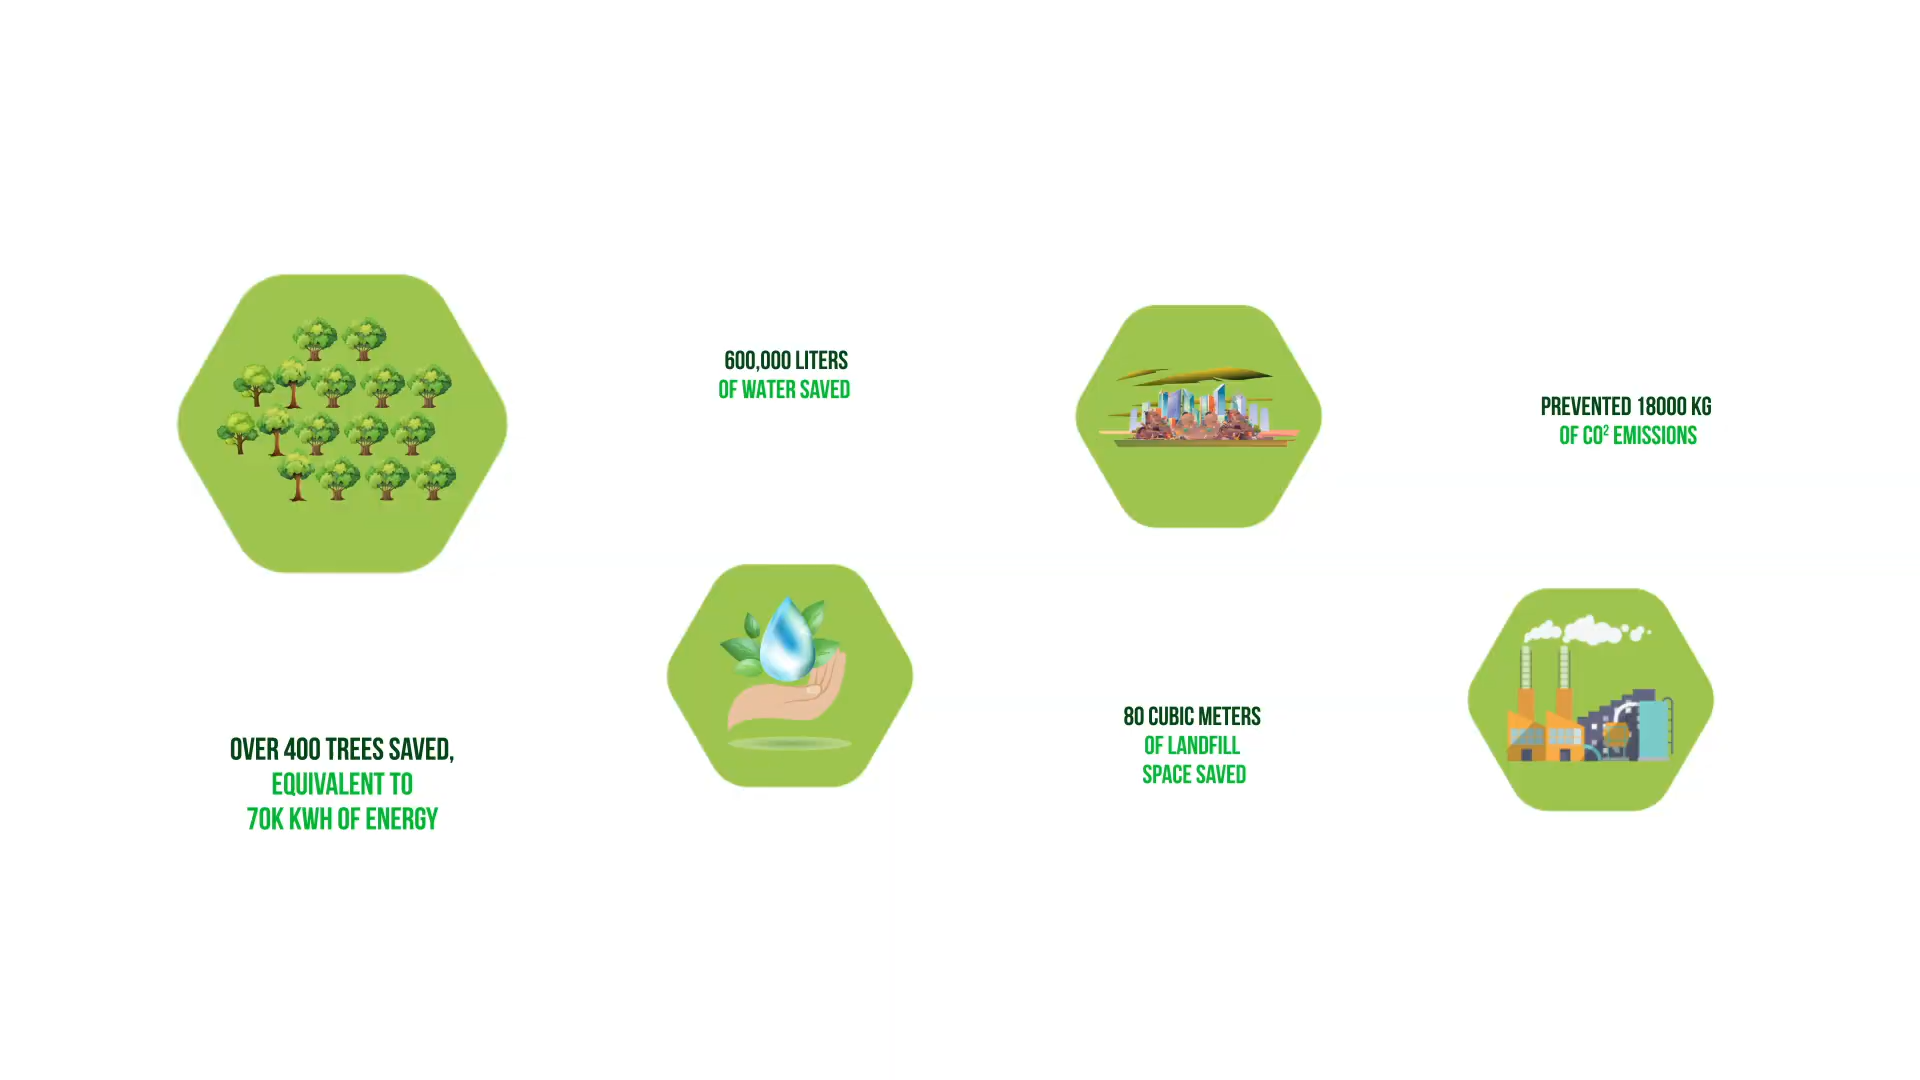 OVER 400 TREES SAVED,
EQUIVALENT TO
70K KWH OF ENERGY
600,000 LITERS
OF WATER SAVED
80 CUBIC METERS
OF LANDFILL
SPACE SAVED
PREVENTED 18000 KG
OF CO² EMISSIONS